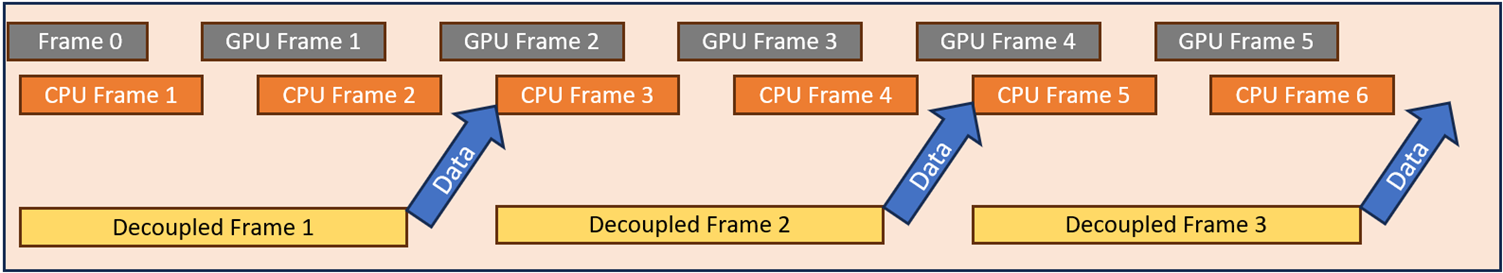 Frame 0
GPU Frame 1
GPU Frame 2
GPU Frame 3
GPU Frame 4
GPU Frame 5
CPU Frame 1
CPU Frame 2
CPU Frame 3
CPU Frame 4
CPU Frame 5
CPU Frame 6
Data
Data
Data
Decoupled Frame 1
Decoupled Frame 2
Decoupled Frame 3